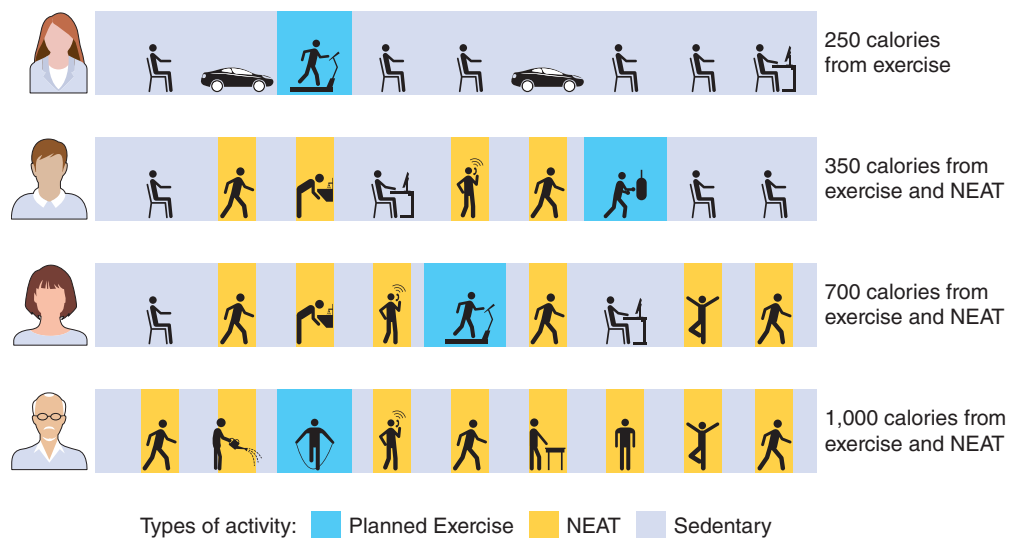 250 calories
from exercise
350 calories from
exercise and NEAT
700 calories from
exercise and NEAT
1,000 calories from
exercise and NEAT
Types of activity: Planned Exercise NEAT Sedentary